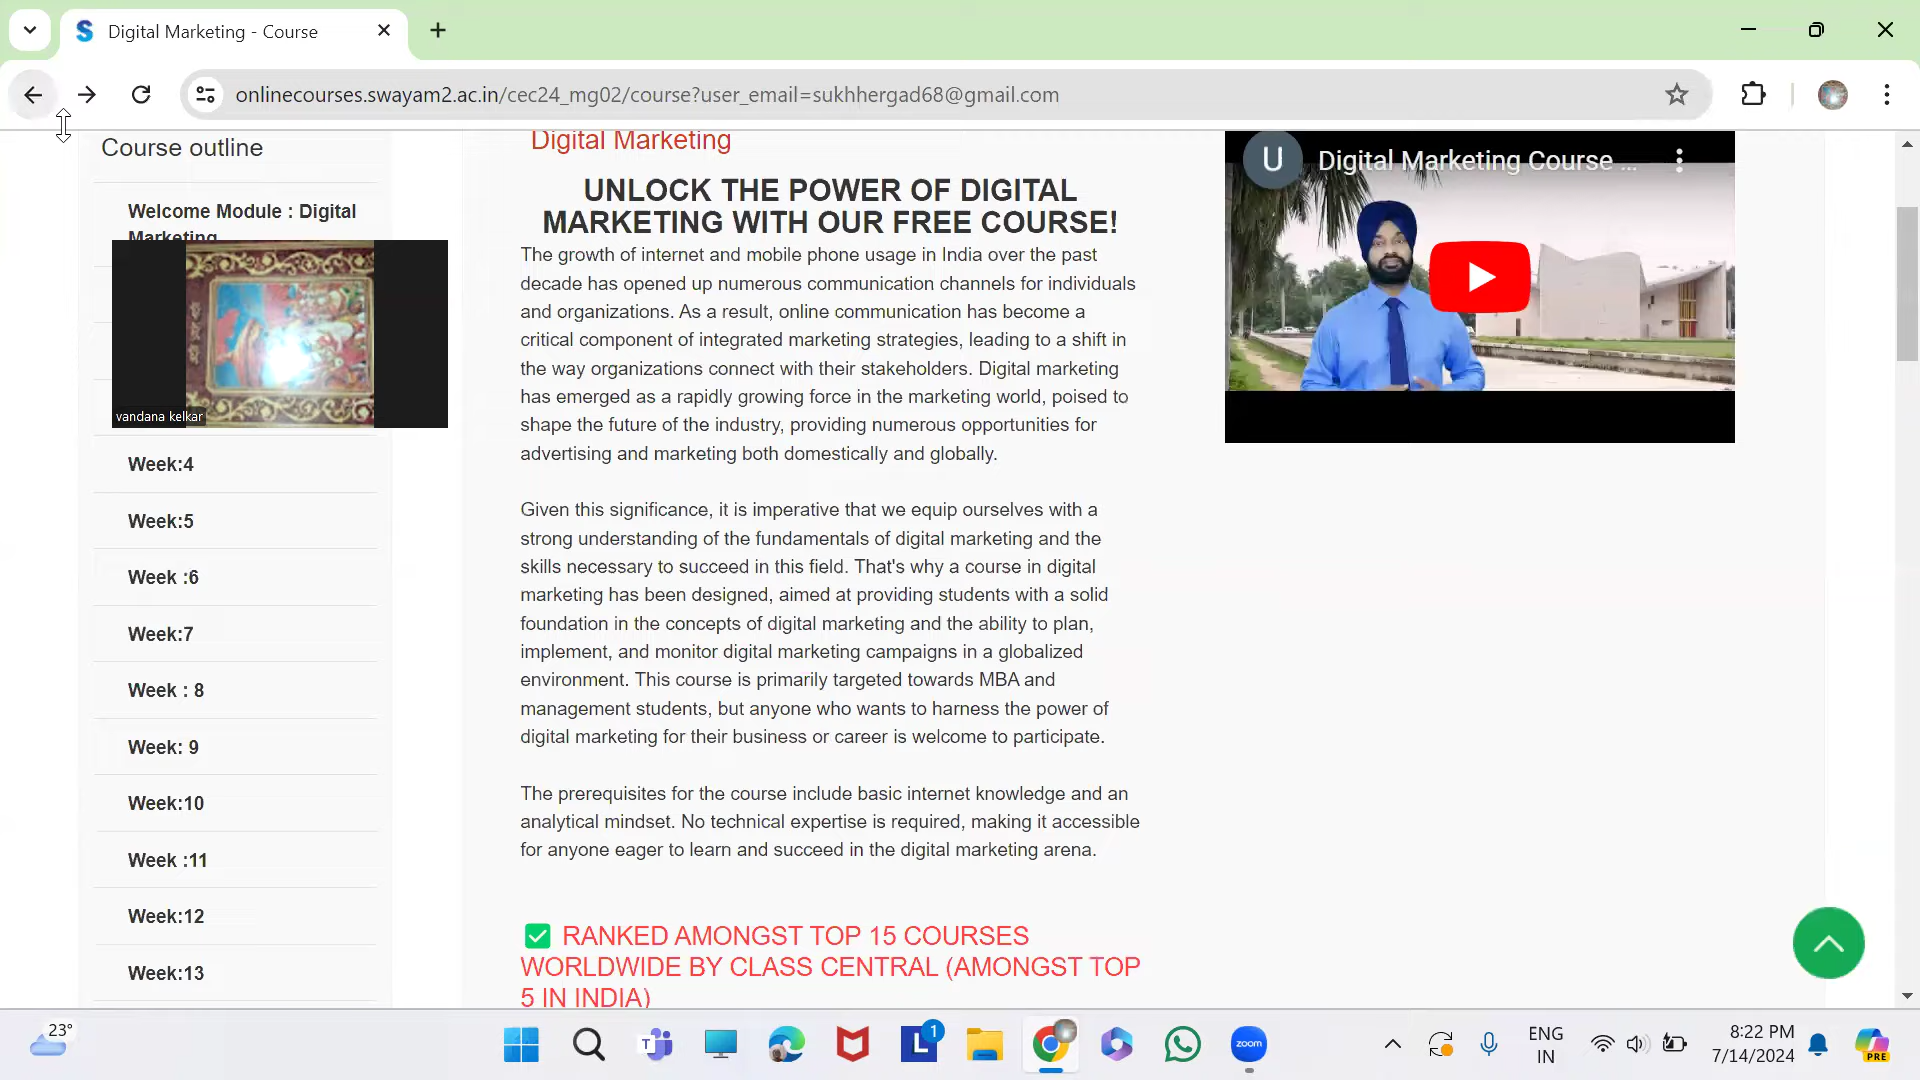 Digital Marketing - Course
onlinecourses.swayam2.ac.in/cec24_mg02/course?user_email=sukhhergad68@gmail.com
Course outline
Welcome Module : Digital
Marketing
vandana kelkar
Week:4
Week:5
Week :6
Week:7
Week : 8
Week: 9
Week:10
Week :11
Week:12
Week:13
Digital Marketing
UNLOCK THE POWER OF DIGITAL
MARKETING WITH OUR FREE COURSE!
The growth of internet and mobile phone usage in India over the past
decade has opened up numerous communication channels for individuals
and organizations. As a result, online communication has become a
critical component of integrated marketing strategies, leading to a shift in
the way organizations connect with their stakeholders. Digital marketing
has emerged as a rapidly growing force in the marketing world, poised to
shape the future of the industry, providing numerous opportunities for
advertising and marketing both domestically and globally.
Given this significance, it is imperative that we equip ourselves with a
strong understanding of the fundamentals of digital marketing and the
skills necessary to succeed in this field. That's why a course in digital
marketing has been designed, aimed at providing students with a solid
foundation in the concepts of digital marketing and the ability to plan,
implement, and monitor digital marketing campaigns in a globalized
environment. This course is primarily targeted towards MBA and
management students, but anyone who wants to harness the power of
digital marketing for their business or career is welcome to participate.
The prerequisites for the course include basic internet knowledge and an
analytical mindset. No technical expertise is required, making it accessible
for anyone eager to learn and succeed in the digital marketing arena.
✅ RANKED AMONGST TOP 15 COURSES
WORLDWIDE BY CLASS CENTRAL (AMONGST TOP
5 IN INDIA)
U Digital Marketing Course ...
23°
T
L 1
zoom
ENG
IN
8:22 PM
7/14/2024
PRE